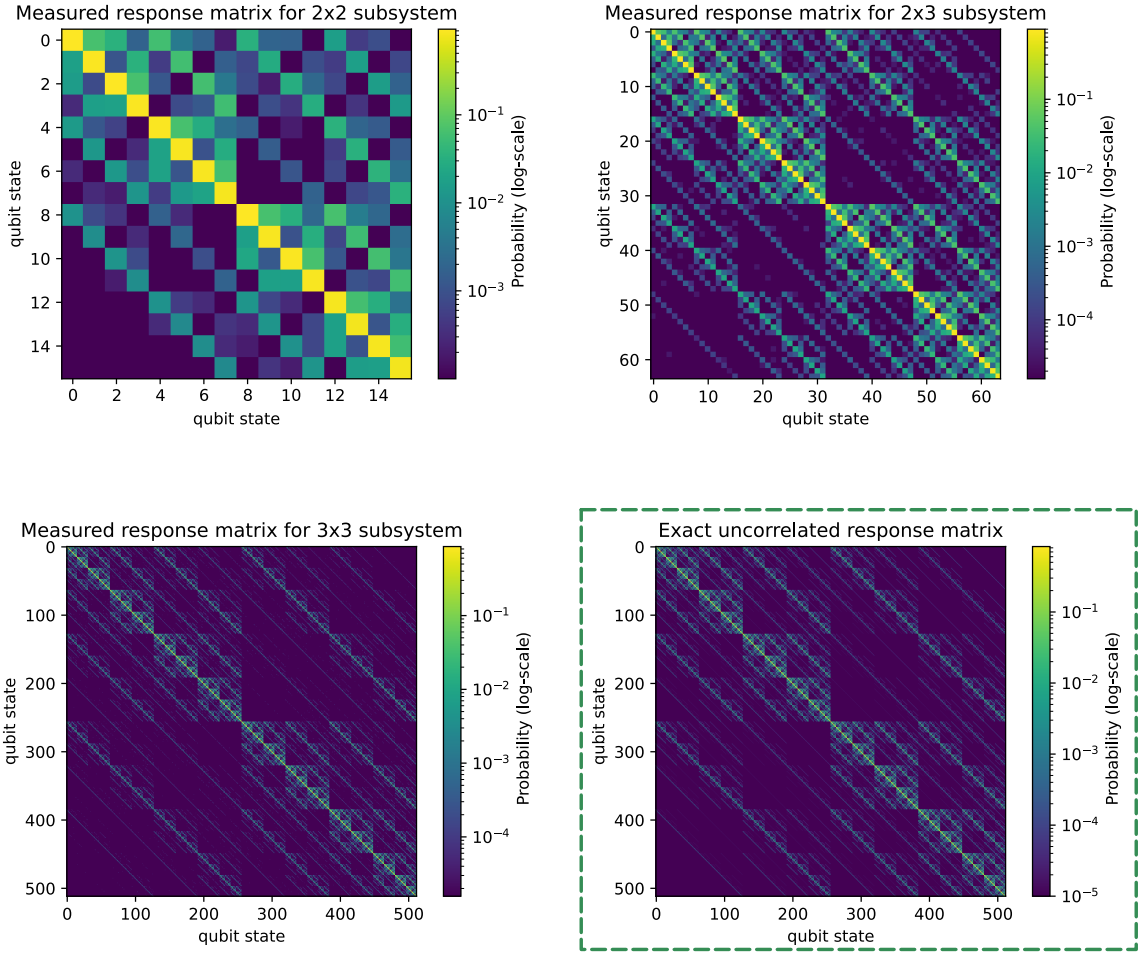 Measured response matrix for 2x2 subsystem
0
2
4
6
8
10
12
14
qubit state
0 2 4 6 8 10 12 14
qubit state
10⁻¹
10⁻²
10⁻³
Probability (log-scale)
Measured response matrix for 2x3 subsystem
0
10
20
30
40
50
60
qubit state
0 10 20 30 40 50 60
qubit state
10⁻¹
10⁻²
10⁻³
10⁻⁴
Probability (log-scale)
Measured response matrix for 3x3 subsystem
0
100
200
300
400
500
qubit state
0 100 200 300 400 500
qubit state
10⁻¹
10⁻²
10⁻³
10⁻⁴
Probability (log-scale)
Exact uncorrelated response matrix
0
100
200
300
400
500
qubit state
0 100 200 300 400 500
qubit state
10⁻¹
10⁻²
10⁻³
10⁻⁴
10⁻⁵
Probability (log-scale)